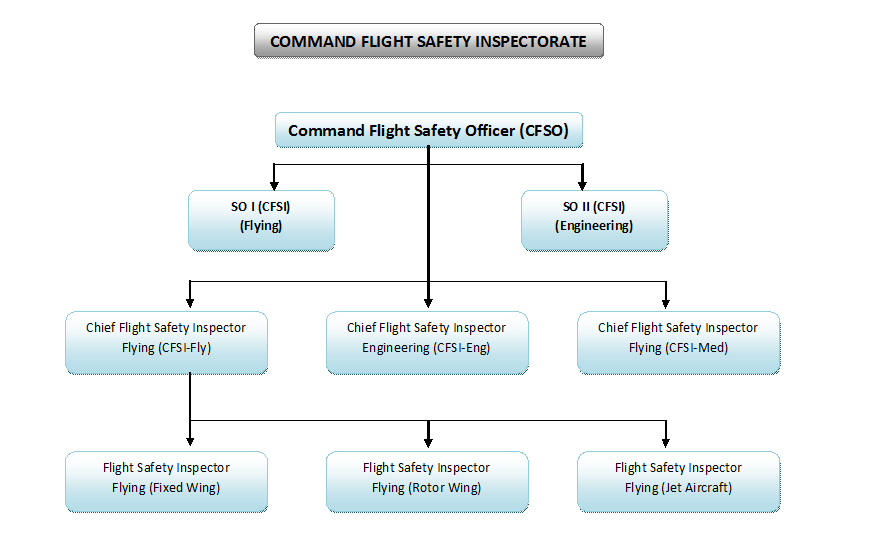 COMMAND FLIGHT SAFETY INSPECTORATE
Command Flight Safety Officer (CFSO)
SO I (CFSI)
(Flying)
SO II (CFSI)
(Engineering)
Chief Flight Safety Inspector
Flying (CFSI-Fly)
Chief Flight Safety Inspector
Engineering (CFSI-Eng)
Chief Flight Safety Inspector
Flying (CFSI-Med)
Flight Safety Inspector
Flying (Fixed Wing)
Flight Safety Inspector
Flying (Rotor Wing)
Flight Safety Inspector
Flying (Jet Aircraft)